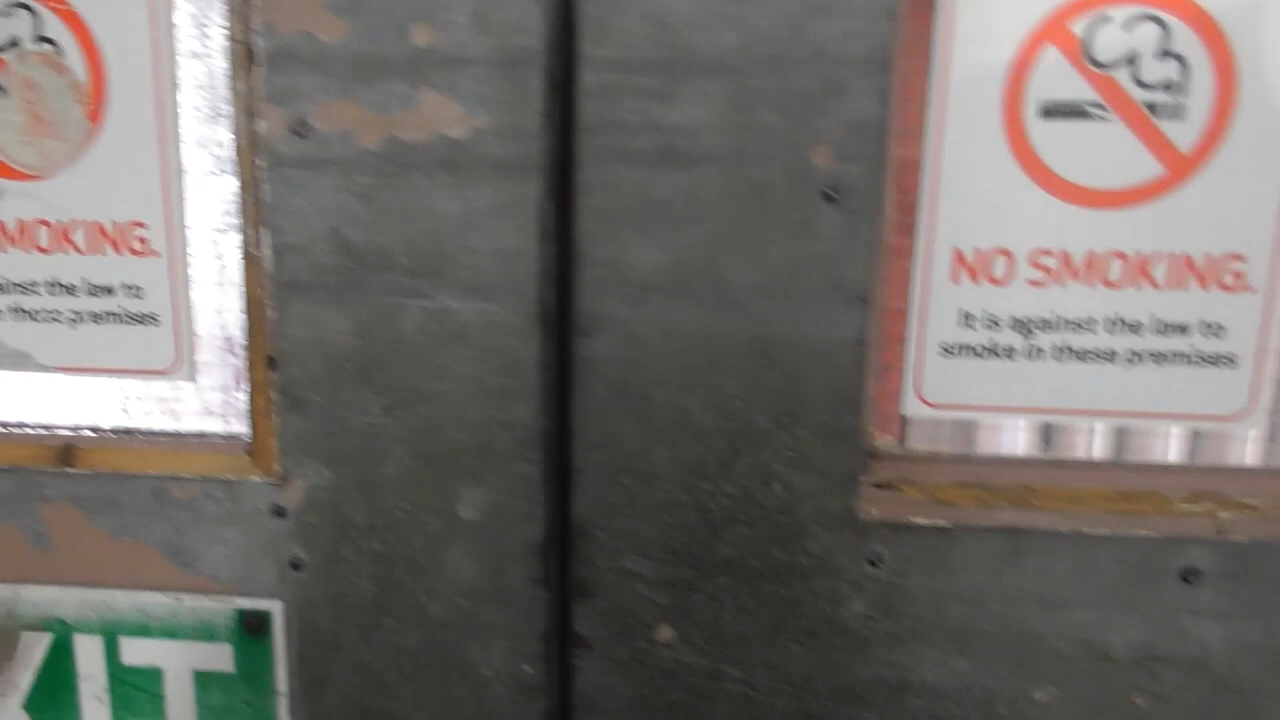 MOKING.
ainst the law to
these premises
NO SMOKING.
It is against the law to
smoke in these premises
XIT